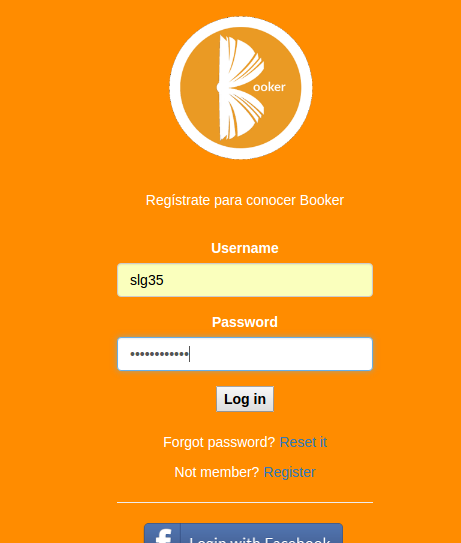 ooker
Regístrate para conocer Booker
Username
slg35
Password
••••••••••••
Log in
Forgot password? Reset it
Not member? Register
Login with Facebook